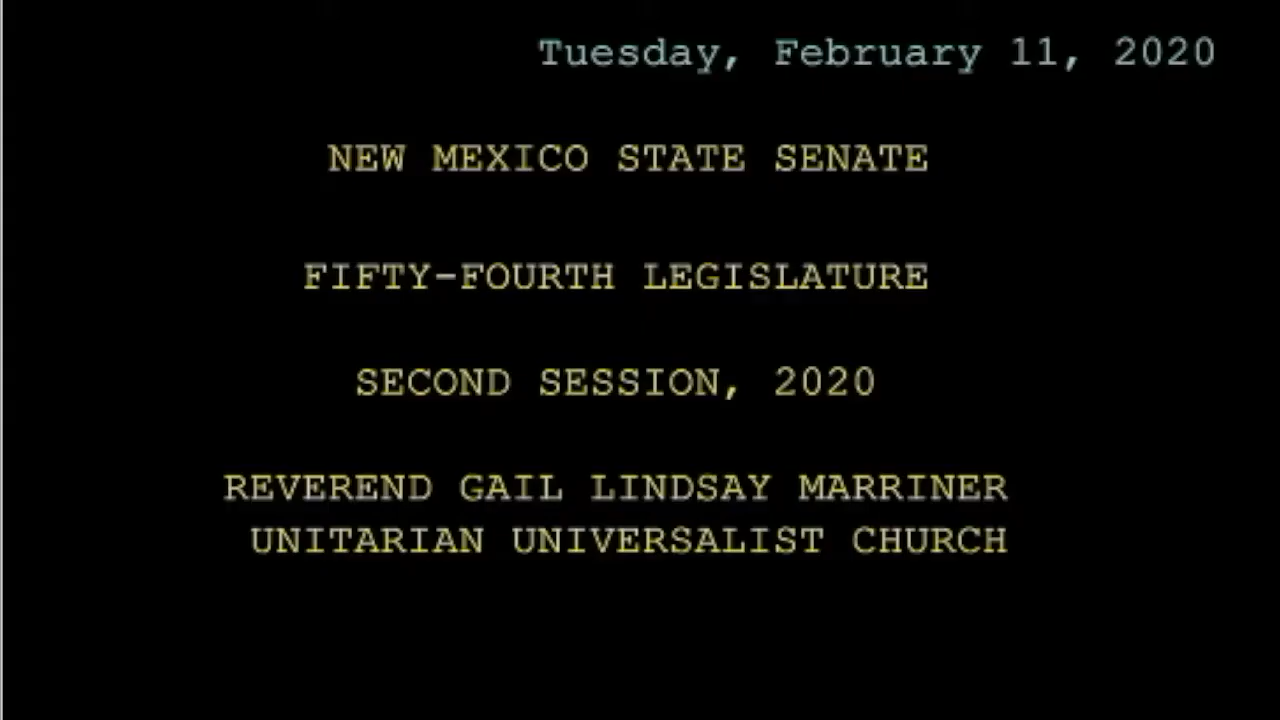 Tuesday, February 11, 2020
NEW MEXICO STATE SENATE
FIFTY-FOURTH LEGISLATURE
SECOND SESSION, 2020
REVEREND GAIL LINDSAY MARRINER
UNITARIAN UNIVERSALIST CHURCH